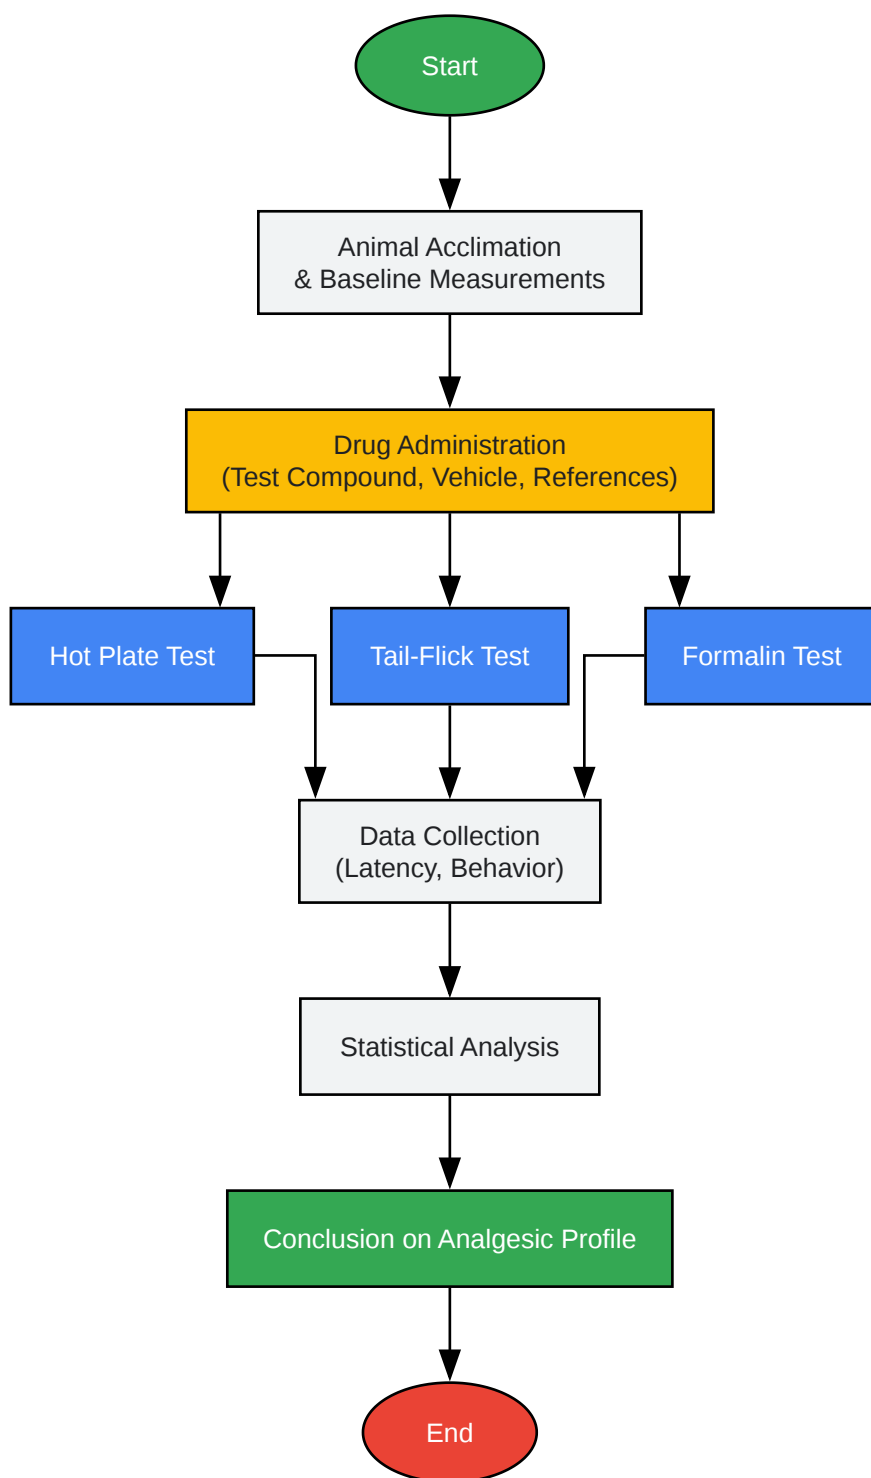 Start
Animal Acclimation
& Baseline Measurements
Drug Administration
(Test Compound, Vehicle, References)
Hot Plate Test
Tail-Flick Test
Formalin Test
Data Collection
(Latency, Behavior)
Statistical Analysis
Conclusion on Analgesic Profile
End